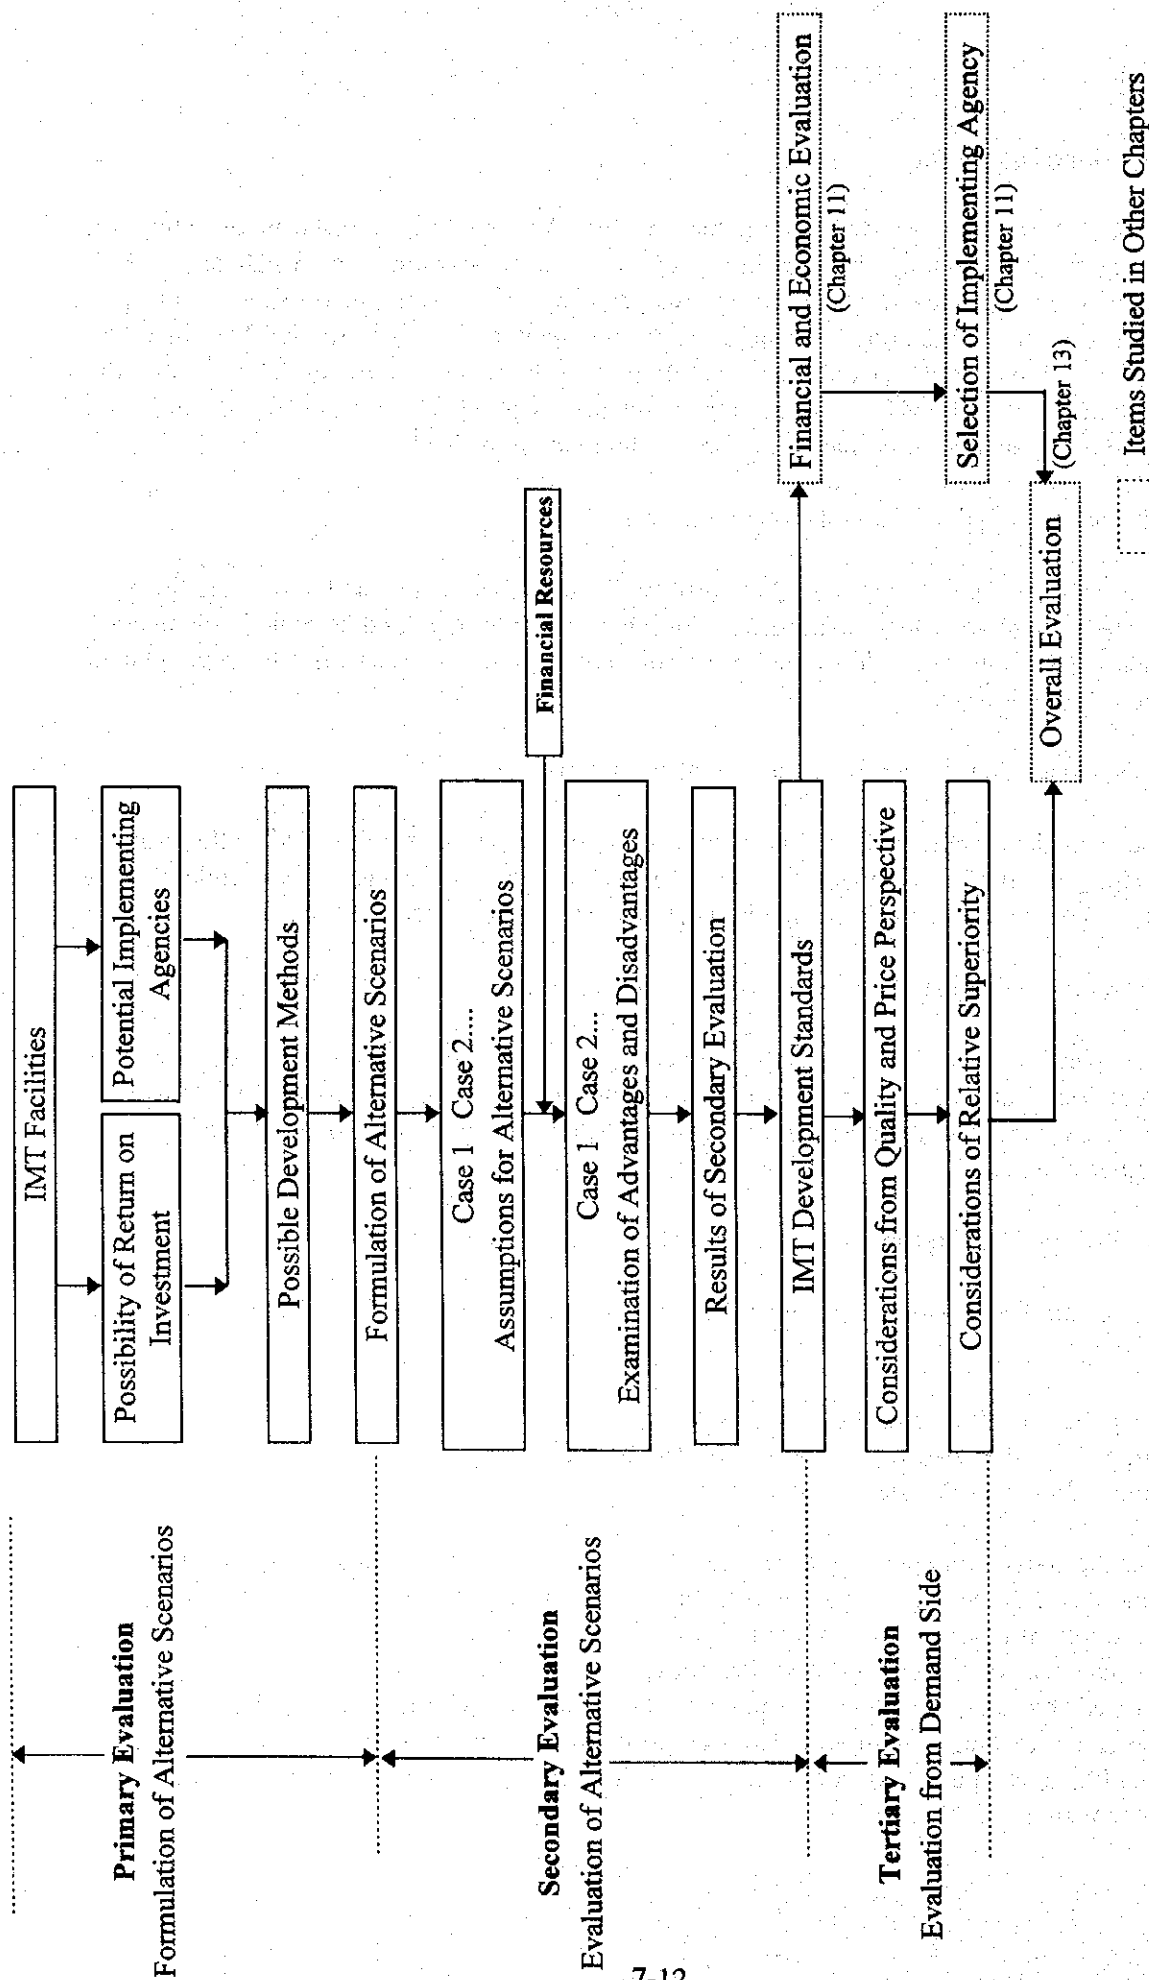 IMT Facilities
Possibility of Return on
Investment
Potential Implementing
Agencies
Possible Development Methods
Formulation of Alternative Scenarios
Case 1 Case 2....
Assumptions for Alternative Scenarios
Financial Resources
Case 1 Case 2...
Examination of Advantages and Disadvantages
Results of Secondary Evaluation
IMT Development Standards
Financial and Economic Evaluation
(Chapter 11)
Considerations from Quality and Price Perspective
Considerations of Relative Superiority
Selection of Implementing Agency
(Chapter 11)
Overall Evaluation
(Chapter 13)
Items Studied in Other Chapters
Primary Evaluation
Formulation of Alternative Scenarios
Secondary Evaluation
Evaluation of Alternative Scenarios
Tertiary Evaluation
Evaluation from Demand Side
7-12